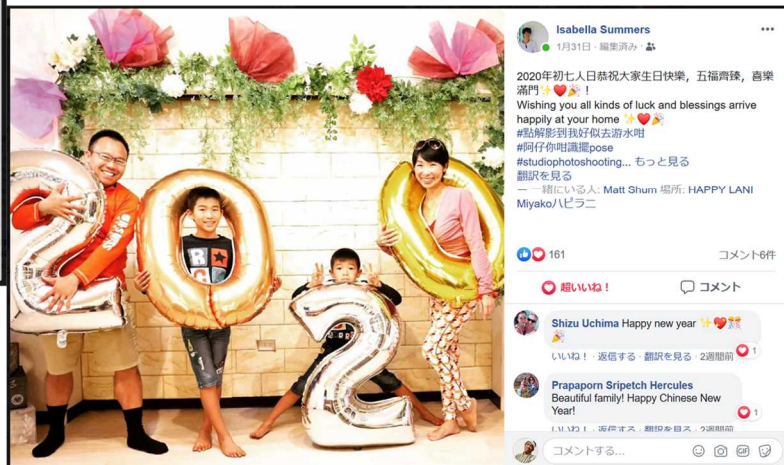 Isabella Summers
1月31日 · 編集済み ·
2020年初七人日恭祝大家生日快樂，五福齊臻，喜樂
滿門✨❤️🎉！
Wishing you all kinds of luck and blessings arrive
happily at your home ✨❤️🎉
#點解影到我好似去游水咁
#阿仔你咁識擺pose
#studiophotoshooting... もっと見る
翻訳を見る
— 一緒にいる人: Matt Shum 場所: HAPPY LANI
Miyakoハピラニ
161
コメント6件
超いいね！
コメント
Shizu Uchima Happy new year ✨💖🎊
🎉
いいね！ · 返信する · 翻訳を見る · 2週間前
1
Prapaporn Sripetch Hercules
Beautiful family! Happy Chinese New
Year!
1
いいね！ · 返信する · 翻訳を見る · 2週間前
コメントする...
GIF
2020